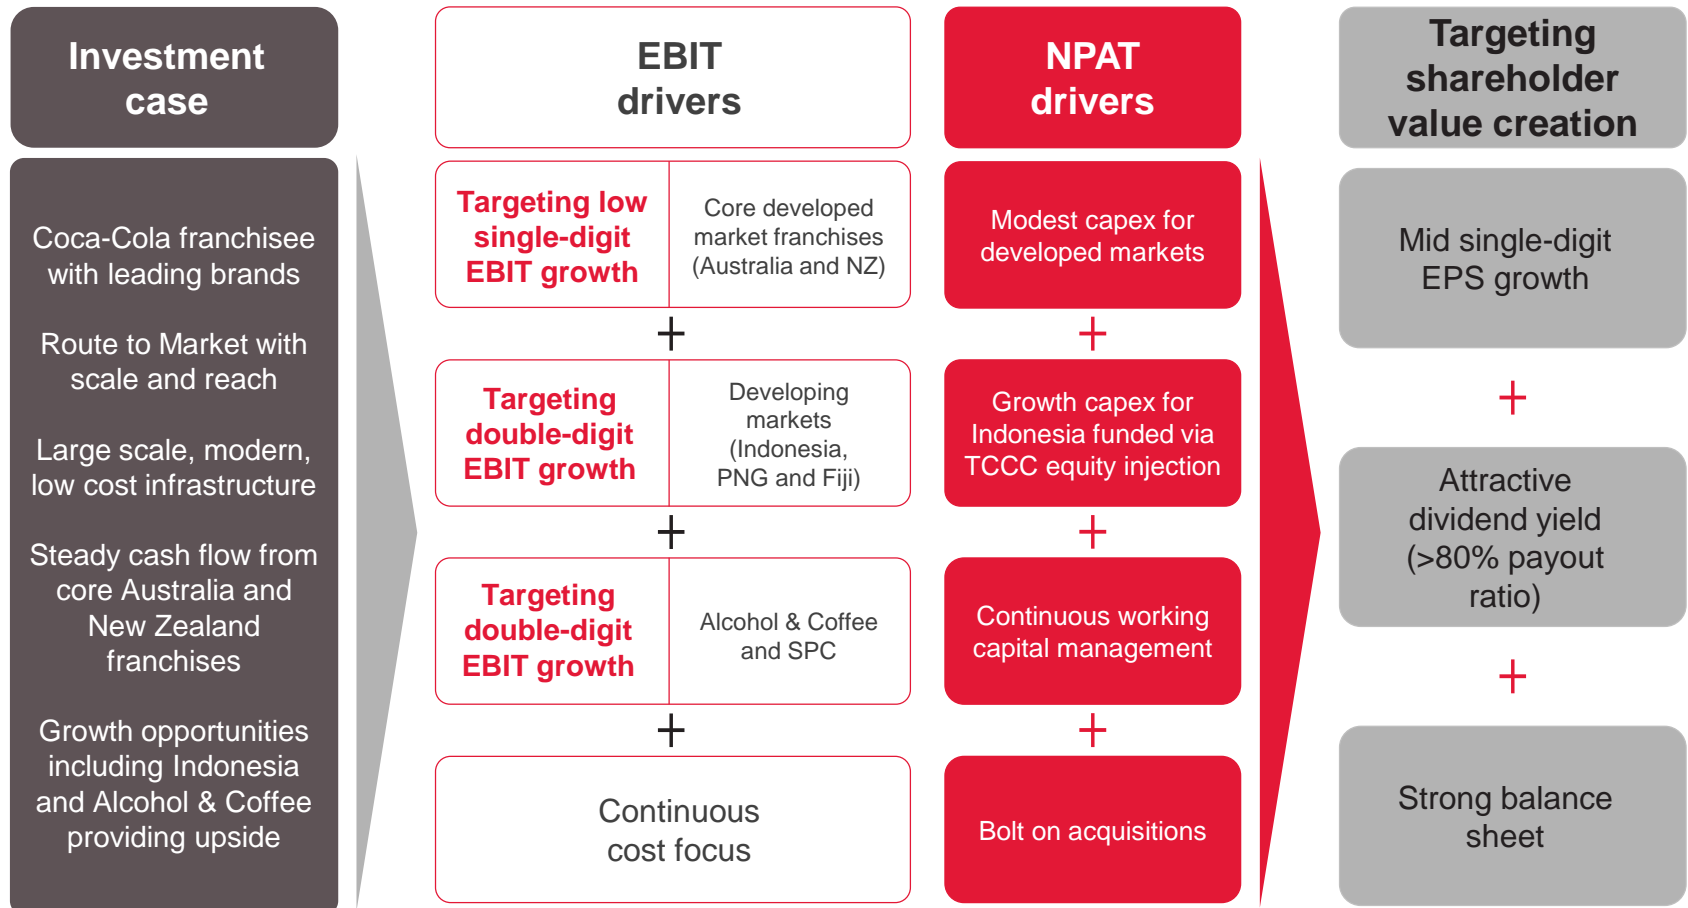 Investment
case
Coca-Cola franchisee
with leading brands
Route to Market with
scale and reach
Large scale, modern,
low cost infrastructure
Steady cash flow from
core Australia and
New Zealand
franchises
Growth opportunities
including Indonesia
and Alcohol & Coffee
providing upside
EBIT
drivers
Targeting low
single-digit
EBIT growth
Core developed
market franchises
(Australia and NZ)
+
Targeting
double-digit
EBIT growth
Developing
markets
(Indonesia,
PNG and Fiji)
+
Targeting
double-digit
EBIT growth
Alcohol & Coffee
and SPC
+
Continuous
cost focus
NPAT
drivers
Modest capex for
developed markets
+
Growth capex for
Indonesia funded via
TCCC equity injection
+
Continuous working
capital management
+
Bolt on acquisitions
Targeting
shareholder
value creation
Mid single-digit
EPS growth
+
Attractive
dividend yield
(>80% payout
ratio)
+
Strong balance
sheet